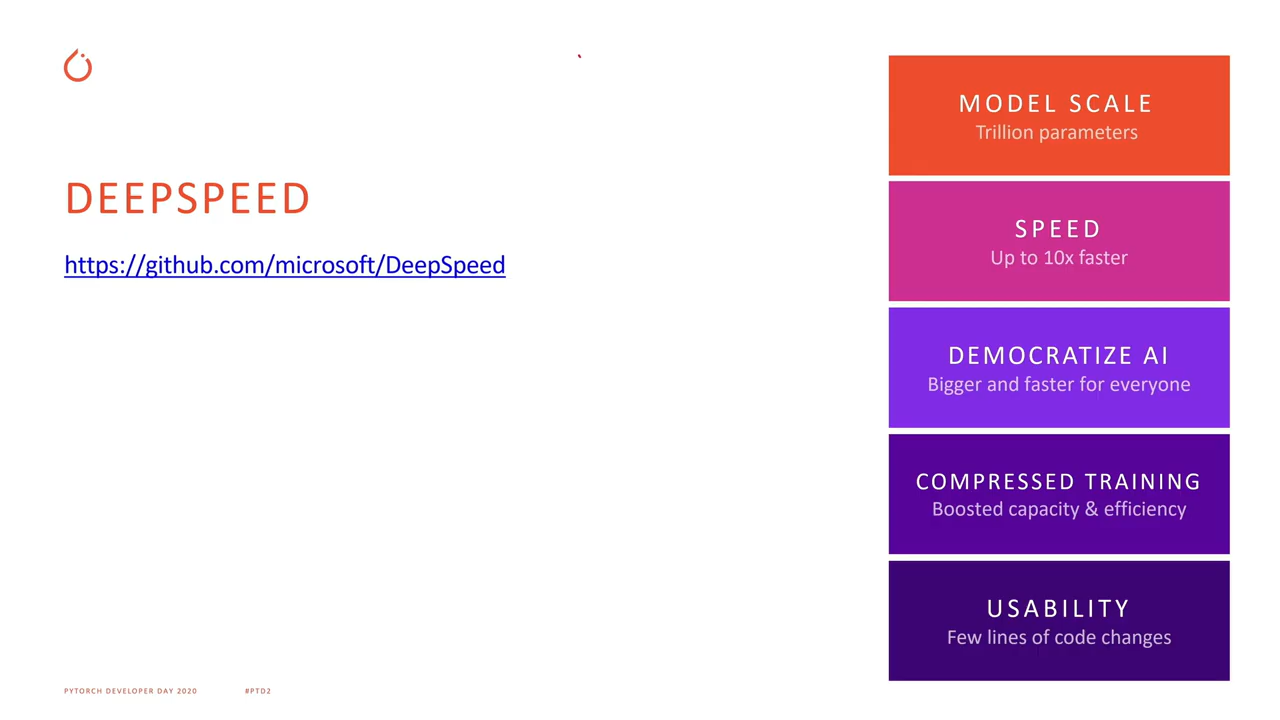 DEEPSPEED
https://github.com/microsoft/DeepSpeed
MODEL SCALE
Trillion parameters
SPEED
Up to 10x faster
DEMOCRATIZE AI
Bigger and faster for everyone
COMPRESSED TRAINING
Boosted capacity & efficiency
USABILITY
Few lines of code changes
PYTORCH DEVELOPER DAY 2020 #PTD2